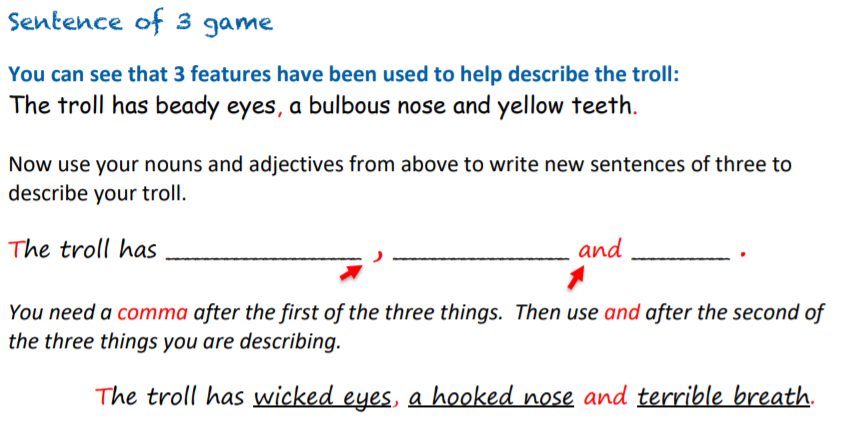 Sentence of 3 game
You can see that 3 features have been used to help describe the troll:
The troll has beady eyes, a bulbous nose and yellow teeth.
Now use your nouns and adjectives from above to write new sentences of three to
describe your troll.
The troll has ________________ , ________________ and ________ .
You need a comma after the first of the three things. Then use and after the second of
the three things you are describing.
The troll has wicked eyes, a hooked nose and terrible breath.